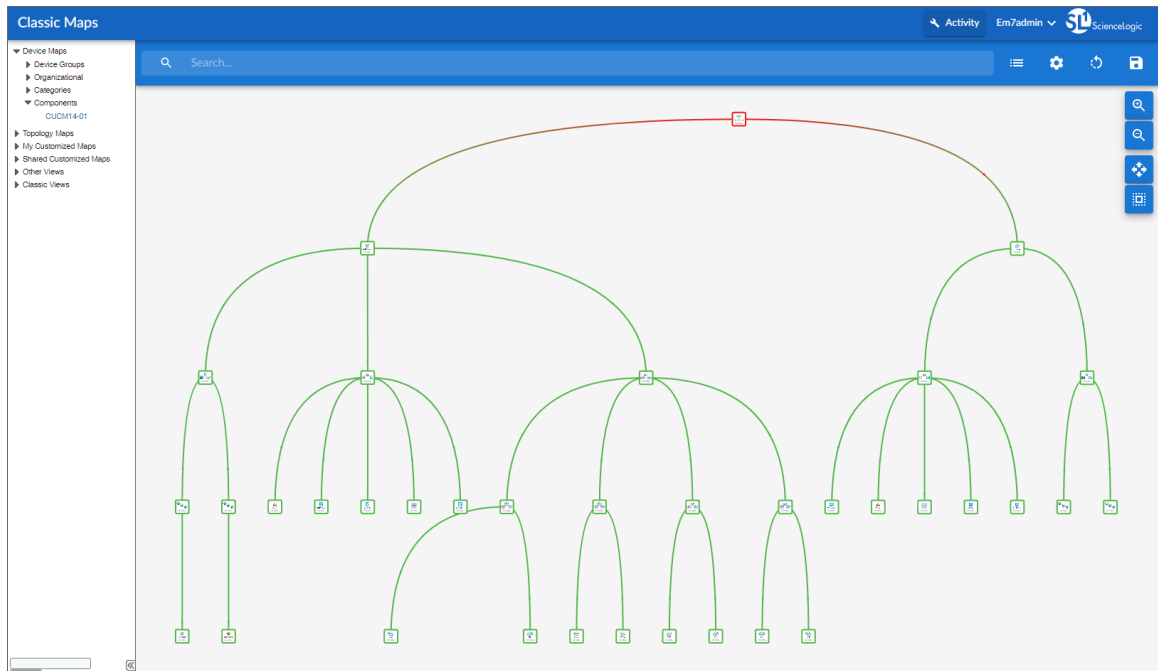 Classic Maps
Activity
Em7admin
SL1 ScienceLogic
Device Maps
Device Groups
Organizational
Categories
Components
CUCM14-01
Topology Maps
My Customized Maps
Shared Customized Maps
Other Views
Classic Views
Search...